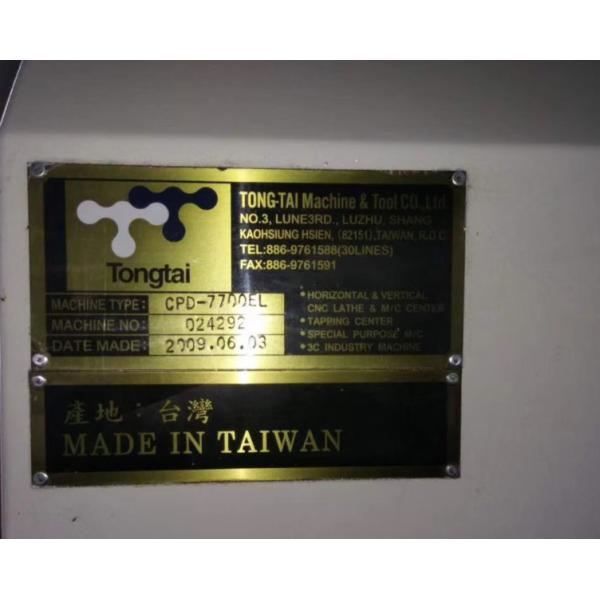 TONG-TAI Machine & Tool CO.,Ltd.
NO.3, LUNE3RD., LUZHU, SHANG
KAOHSIUNG HSIEN, (82151),TAIWAN, R.O.C
TEL:886-9761588(30LINES)
FAX:886-9761591
Tongtai
MACHINE TYPE: CPD-7700EL
MACHINE NO: 024292
DATE MADE: 2009.06.03
* HORIZONTAL & VERTICAL
CNC LATHE & M/C CENTER
* TAPPING CENTER
* SPECIAL PURPOSE M/C
* 3C INDUSTRY MACHINE
產地：台灣
MADE IN TAIWAN